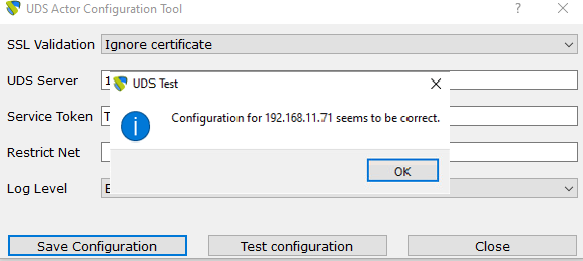 UDS Actor Configuration Tool
SSL Validation
Ignore certificate
UDS Server
1
UDS Test
Configuration for 192.168.11.71 seems to be correct.
Service Token
T
Restrict Net
OK
Log Level
Save Configuration
Test configuration
Close